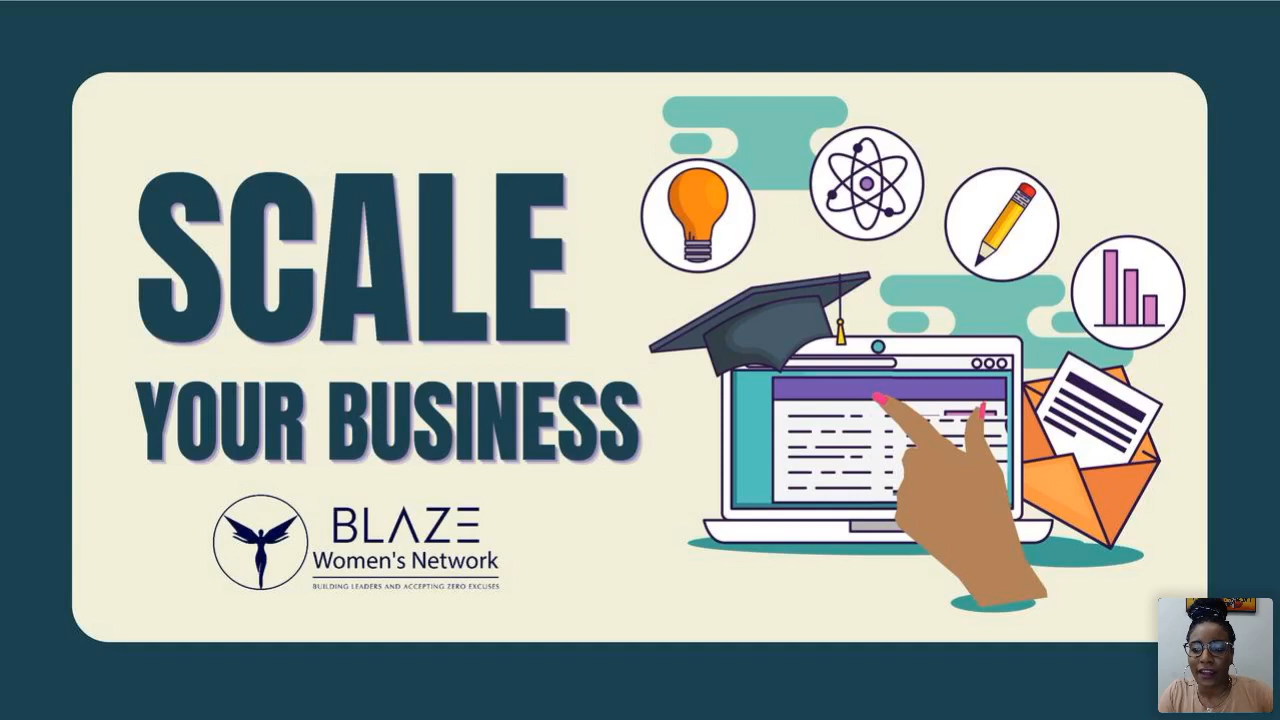 SCALE
YOUR BUSINESS
BLAZE
Women's Network
BUILDING LEADERS AND ACCEPTING ZERO EXCUSES